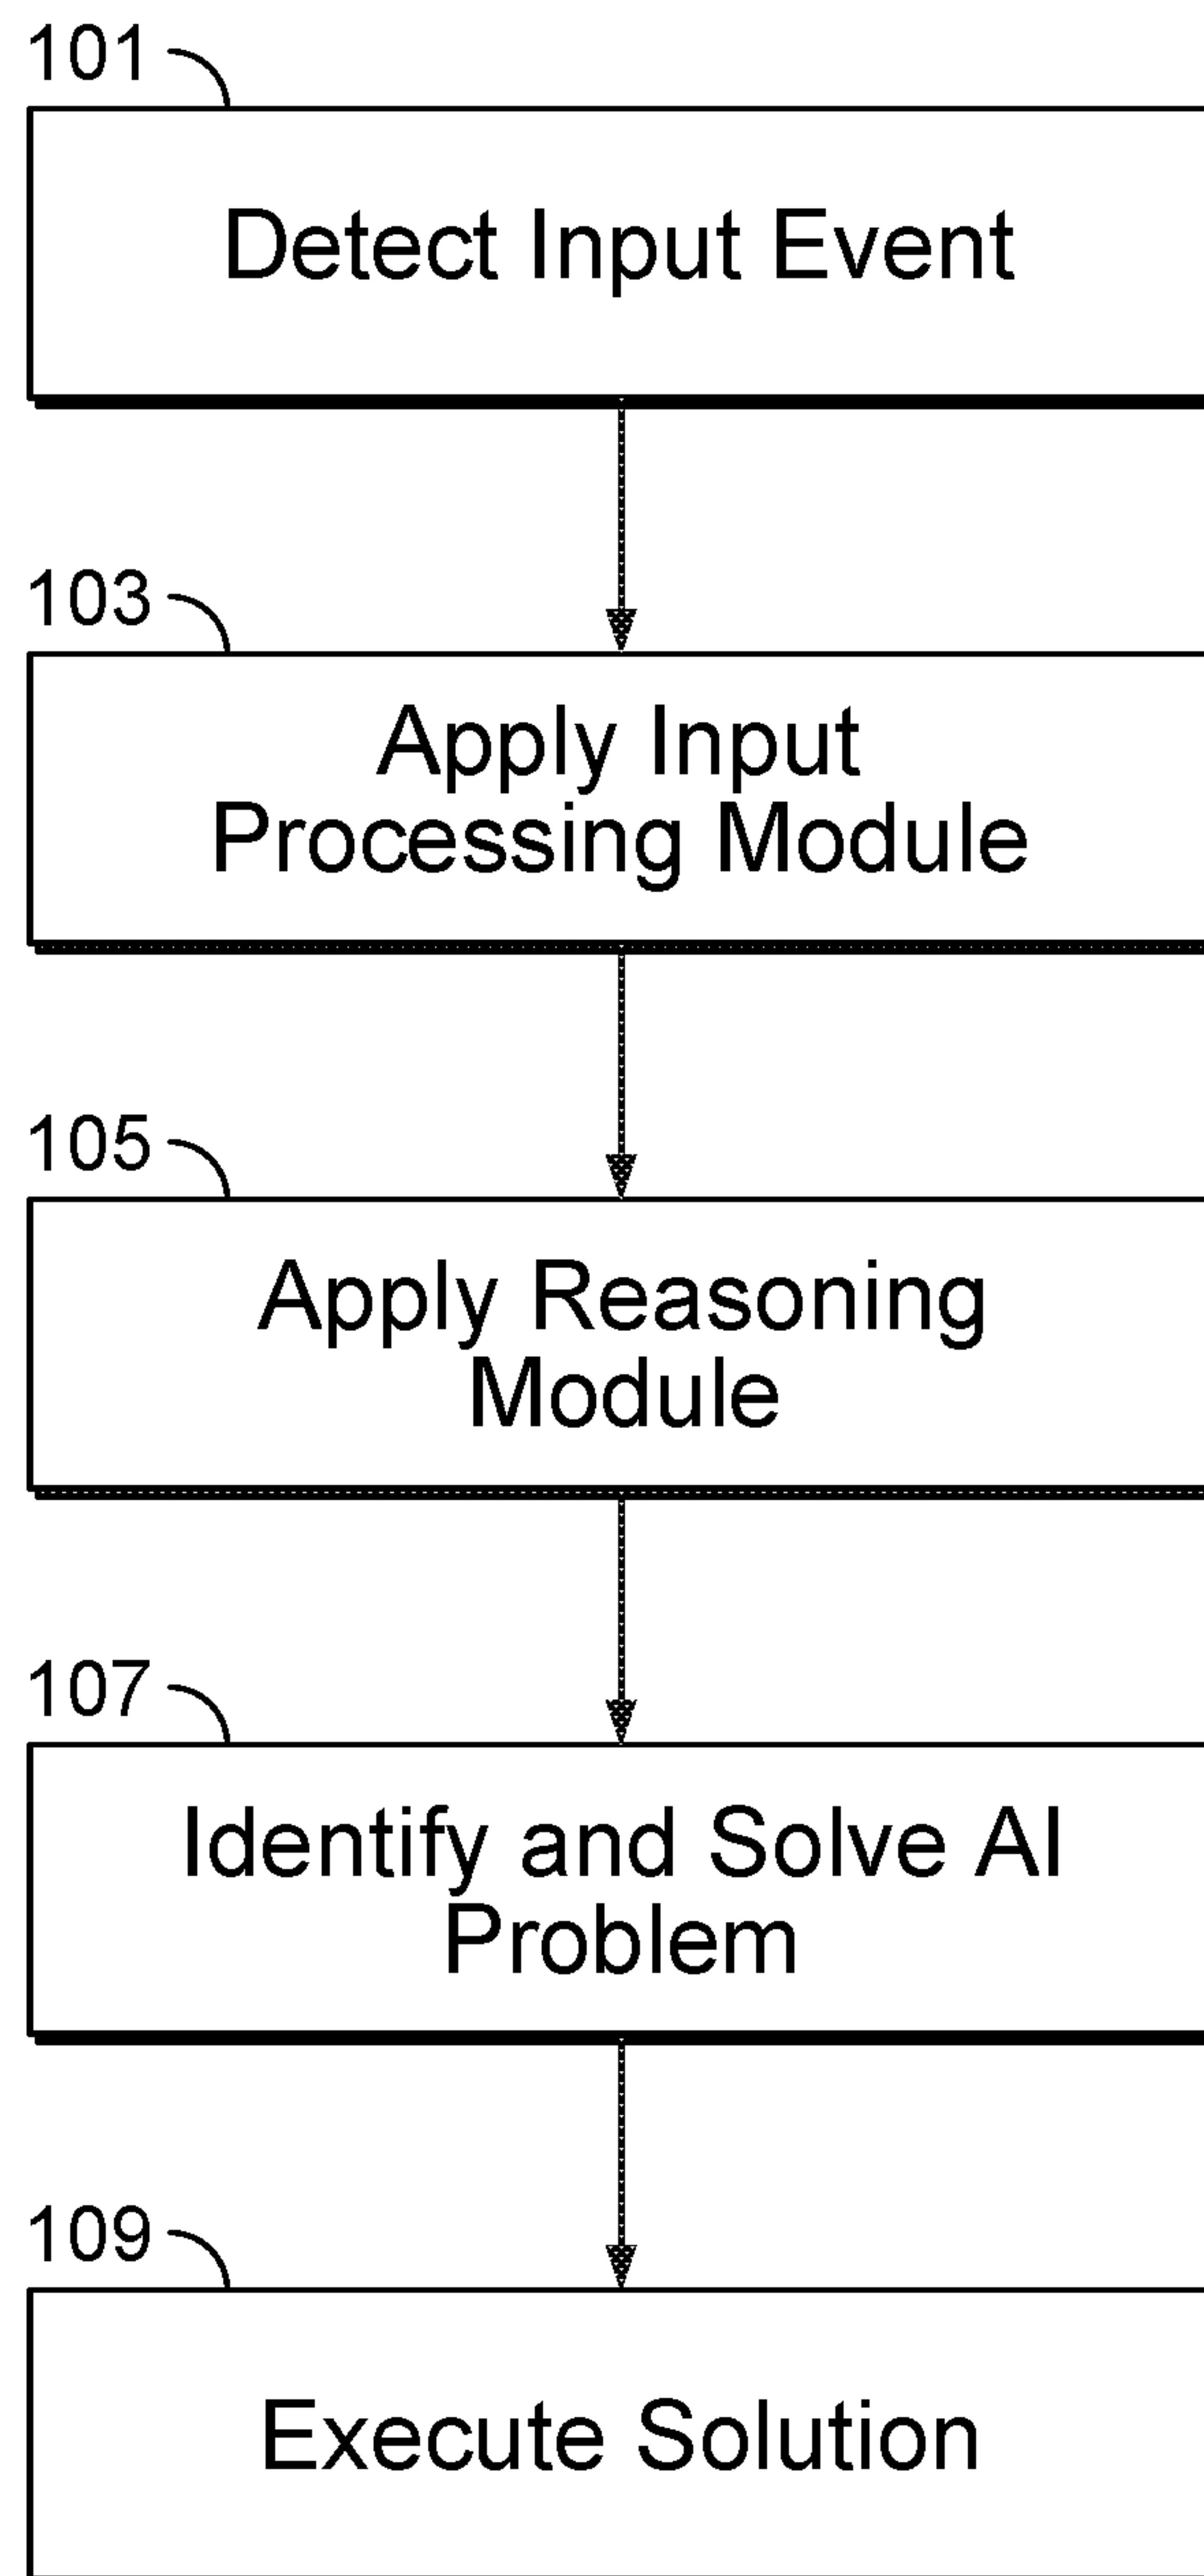 101
Detect Input Event
103
Apply Input
Processing Module
105
Apply Reasoning
Module
107
Identify and Solve AI
Problem
109
Execute Solution